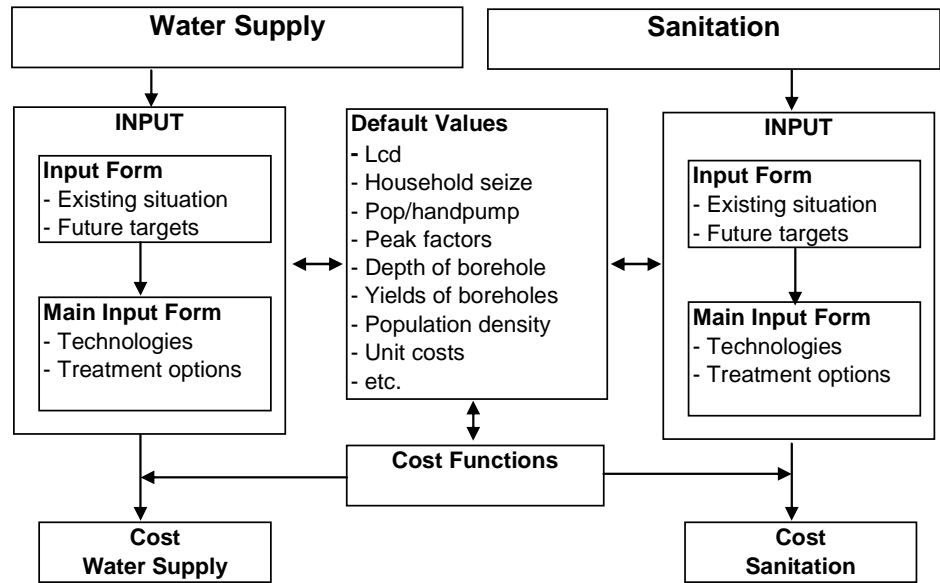 Water Supply
Sanitation
INPUT
Input Form
- Existing situation
- Future targets
Main Input Form
- Technologies
- Treatment options
Default Values
- Lcd
- Household seize
- Pop/handpump
- Peak factors
- Depth of borehole
- Yields of boreholes
- Population density
- Unit costs
- etc.
INPUT
Input Form
- Existing situation
- Future targets
Main Input Form
- Technologies
- Treatment options
Cost Functions
Cost
Water Supply
Cost
Sanitation